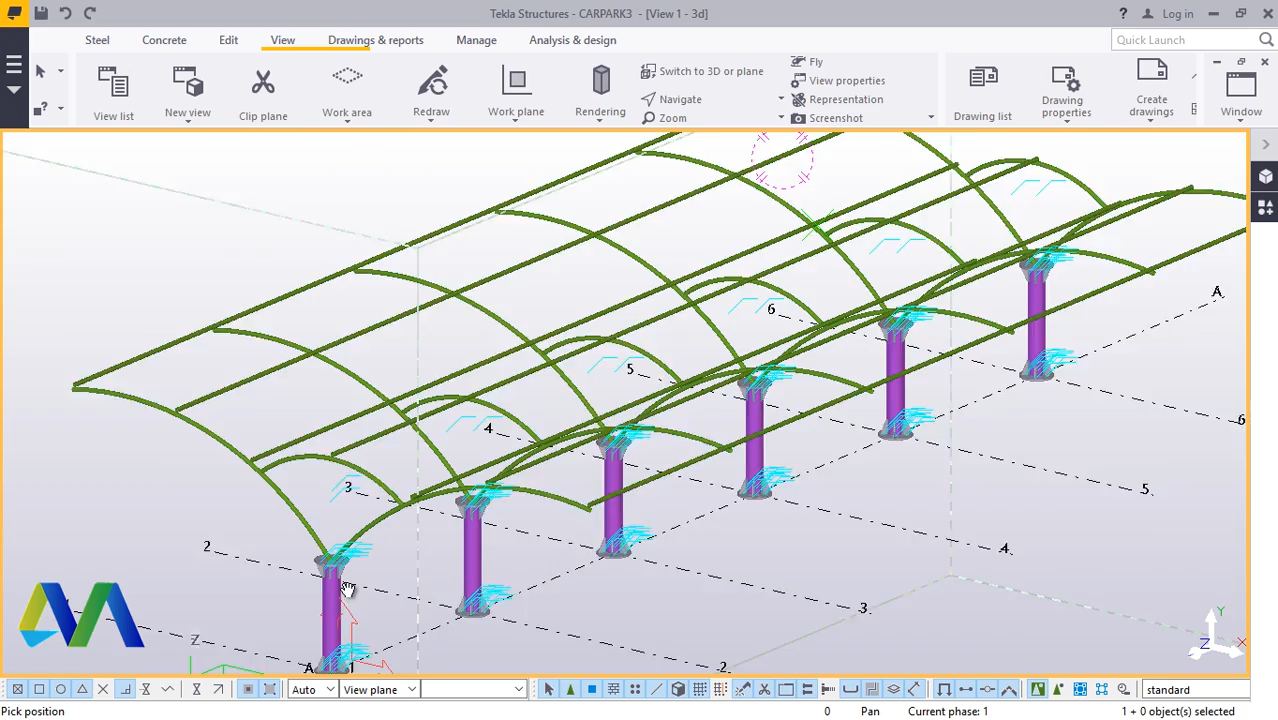 Tekla Structures - CARPARK3 - [View 1 - 3d]
? Log in
Steel Concrete Edit View Drawings & reports Manage Analysis & design
Quick Launch
View list
New view
Clip plane
Work area
Redraw
Work plane
Rendering
Switch to 3D or plane
Navigate
Zoom
Fly
View properties
Representation
Screenshot
Drawing list
Drawing properties
Create drawings
Window
6
5
4
3
2
A
6
5
4
3
2
A 1
Z
Y
X
Z
Auto View plane standard
Pick position 0 Pan Current phase: 1 1 + 0 object(s) selected